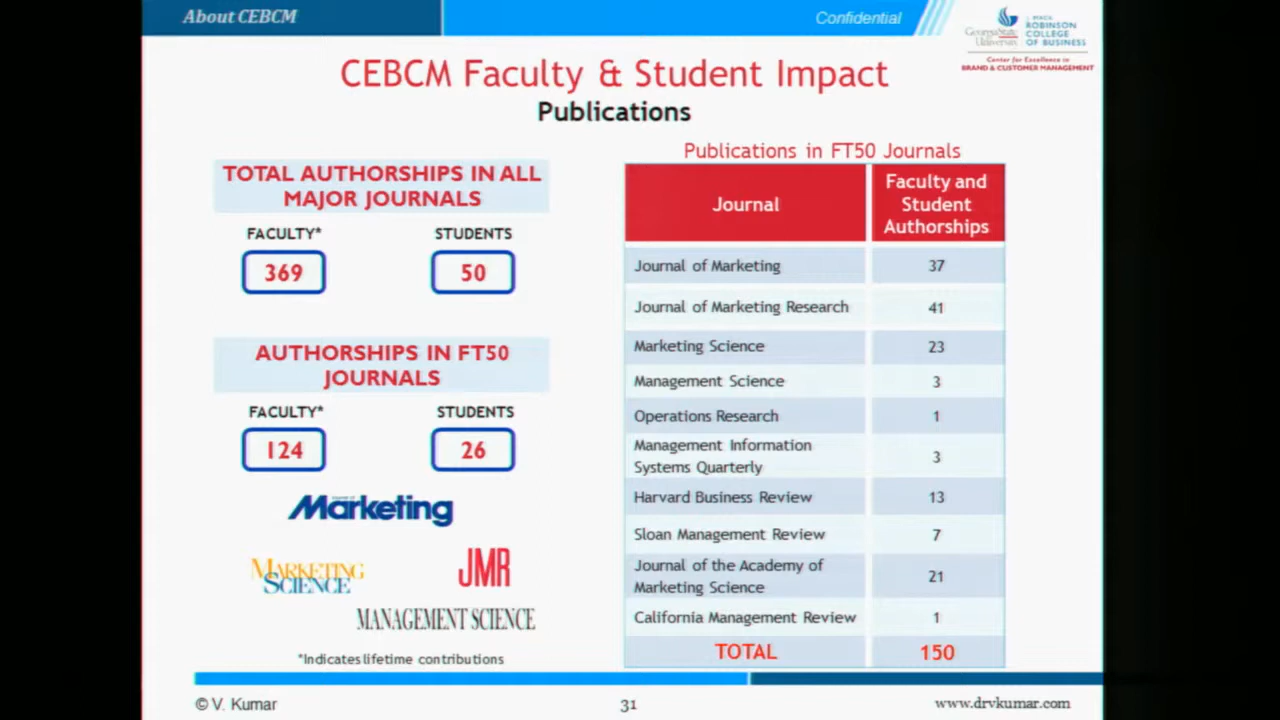 About CEBCM
Confidential
J. MACK
ROBINSON
COLLEGE
OF BUSINESS
GeorgiaState
University
Center for Excellence in
BRAND & CUSTOMER MANAGEMENT
CEBCM Faculty & Student Impact
Publications
TOTAL AUTHORSHIPS IN ALL
MAJOR JOURNALS
FACULTY* STUDENTS
369 50
AUTHORSHIPS IN FT50
JOURNALS
FACULTY* STUDENTS
124 26
Marketing
MARKETING
SCIENCE
JMR
MANAGEMENT SCIENCE
*Indicates lifetime contributions
Publications in FT50 Journals
Journal
Faculty and
Student
Authorships
Journal of Marketing 37
Journal of Marketing Research 41
Marketing Science 23
Management Science 3
Operations Research 1
Management Information
Systems Quarterly 3
Harvard Business Review 13
Sloan Management Review 7
Journal of the Academy of
Marketing Science 21
California Management Review 1
TOTAL 150
© V. Kumar
31
www.drvkumar.com